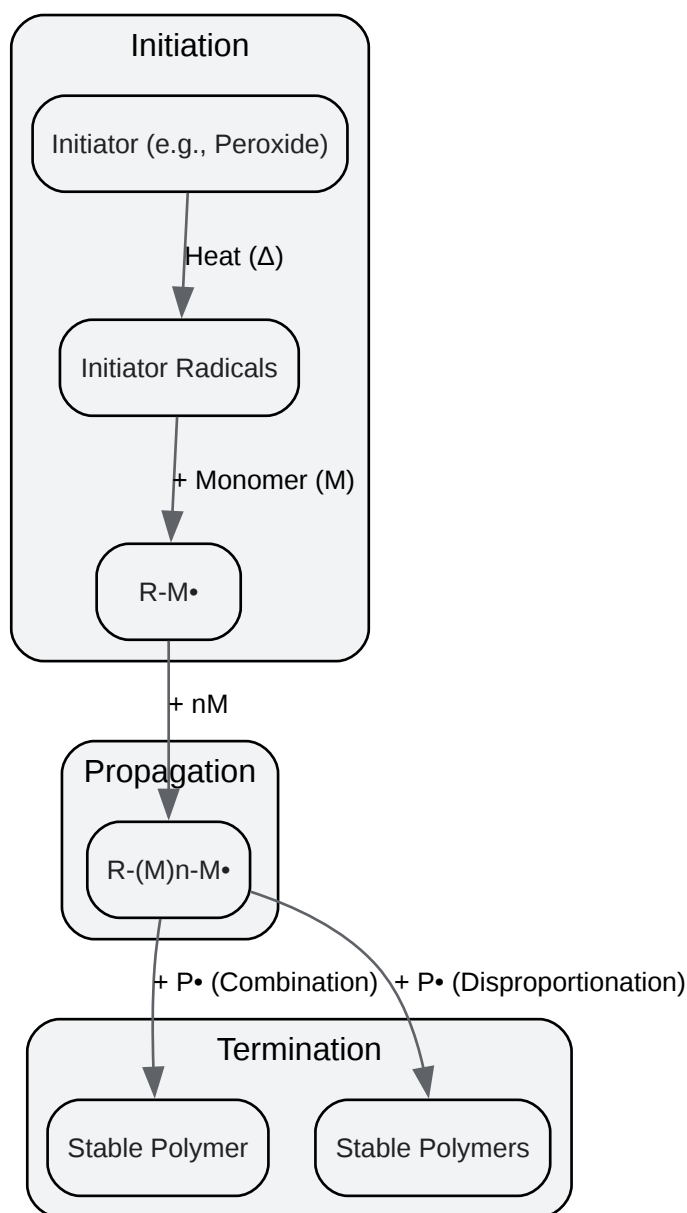 Initiation
Initiator (e.g., Peroxide)
Heat (Δ)
Initiator Radicals
+ Monomer (M)
R-M•
+ nM
Propagation
R-(M)n-M•
+ P• (Combination)
+ P• (Disproportionation)
Termination
Stable Polymer
Stable Polymers